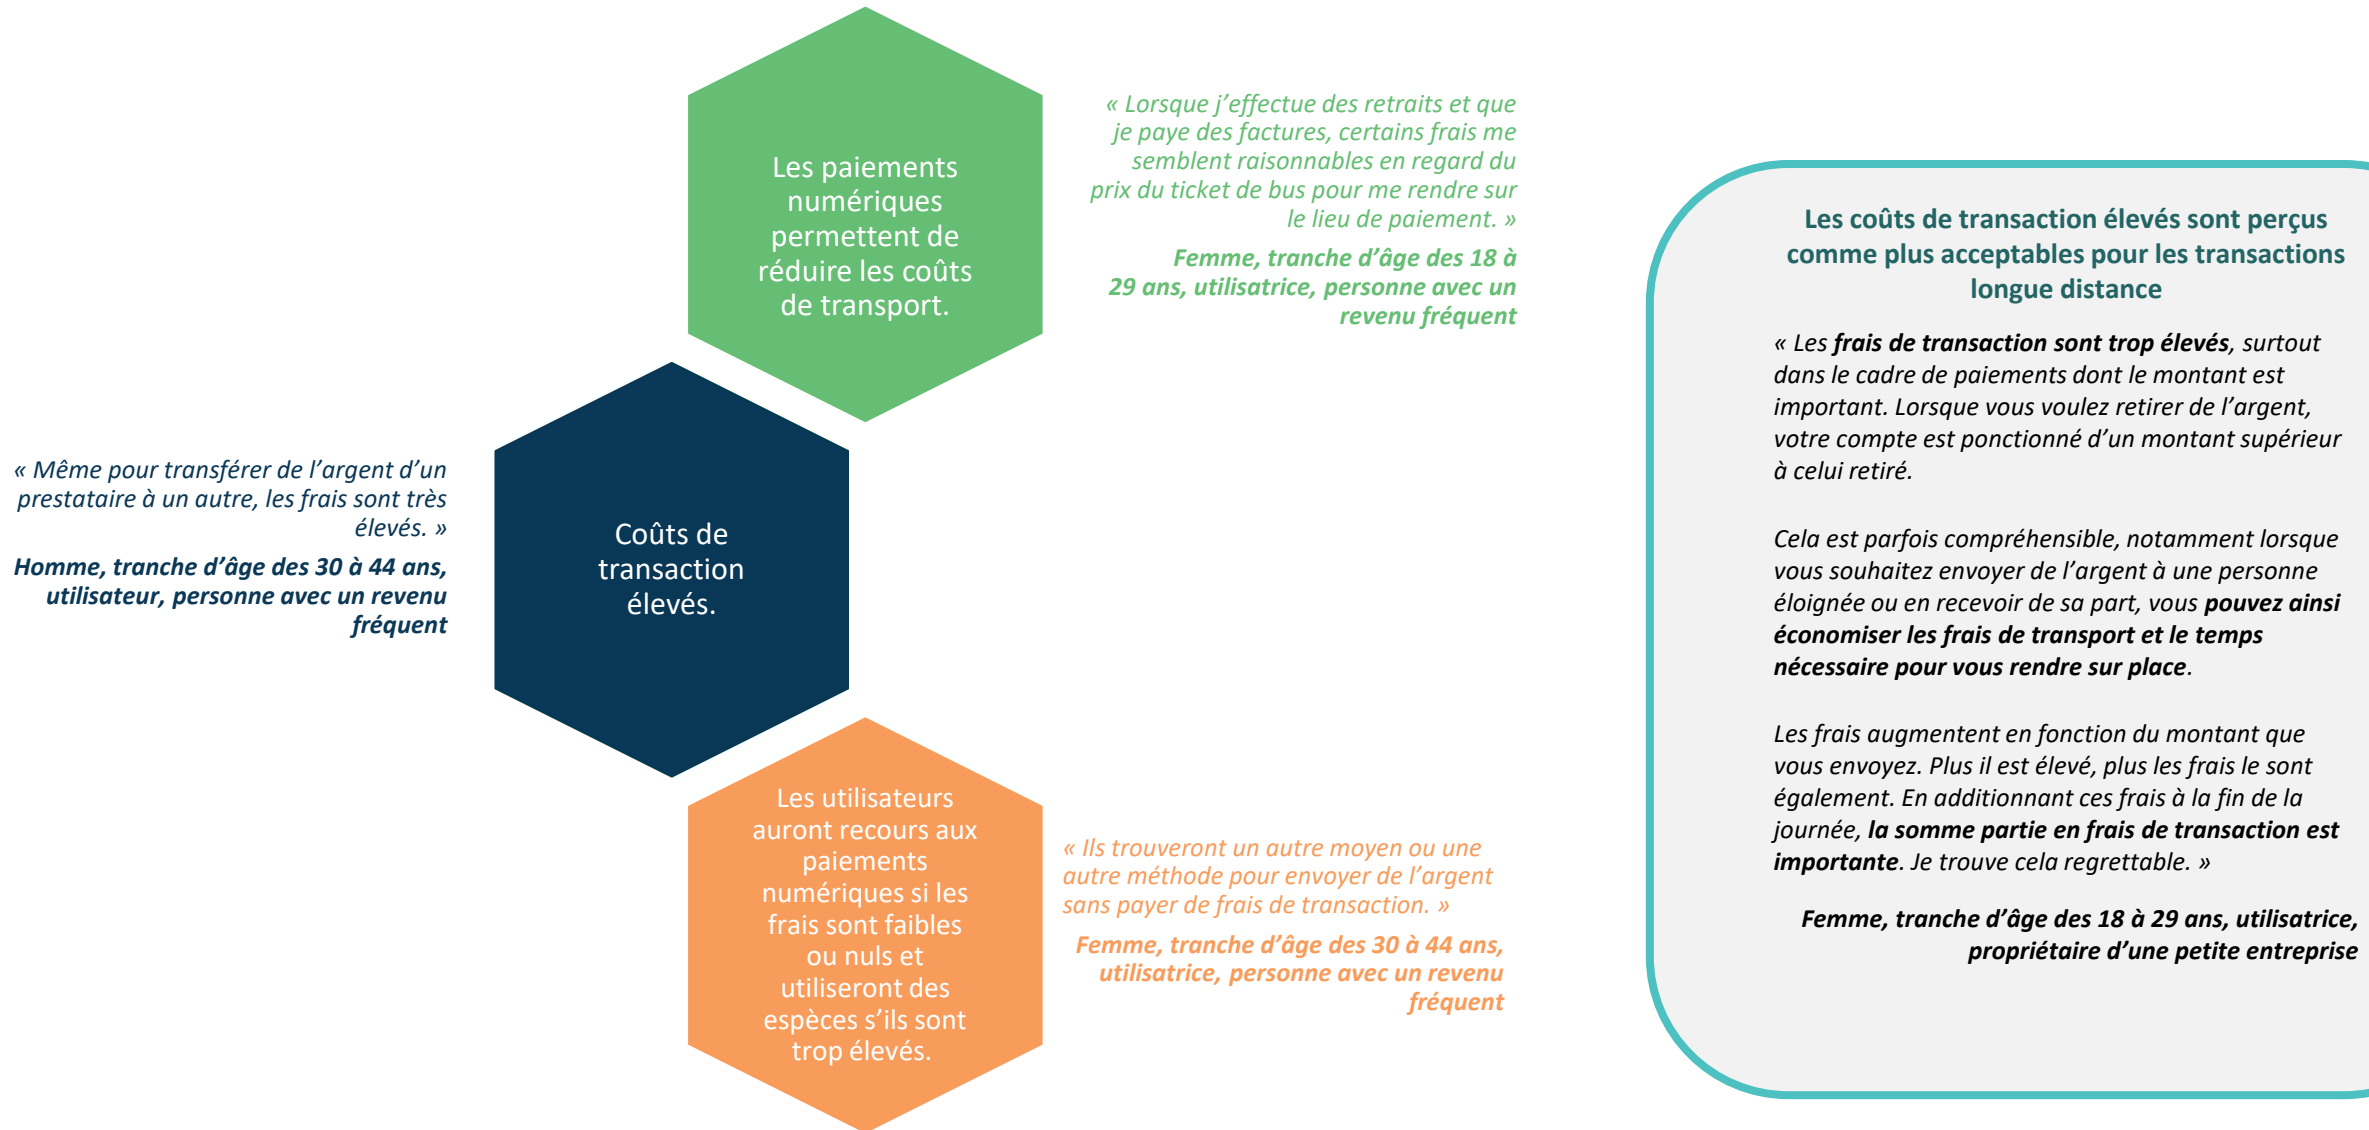 Les paiements
numériques
permettent de
réduire les coûts
de transport.
« Lorsque j’effectue des retraits et que
je paye des factures, certains frais me
semblent raisonnables en regard du
prix du ticket de bus pour me rendre sur
le lieu de paiement. »
Femme, tranche d’âge des 18 à
29 ans, utilisatrice, personne avec un
revenu fréquent
« Même pour transférer de l’argent d’un
prestataire à un autre, les frais sont très
élevés. »
Homme, tranche d’âge des 30 à 44 ans,
utilisateur, personne avec un revenu
fréquent
Coûts de
transaction
élevés.
Les utilisateurs
auront recours aux
paiements
numériques si les
frais sont faibles
ou nuls et
utiliseront des
espèces s’ils sont
trop élevés.
« Ils trouveront un autre moyen ou une
autre méthode pour envoyer de l’argent
sans payer de frais de transaction. »
Femme, tranche d’âge des 30 à 44 ans,
utilisatrice, personne avec un revenu
fréquent
Les coûts de transaction élevés sont perçus
comme plus acceptables pour les transactions
longue distance
« Les frais de transaction sont trop élevés, surtout
dans le cadre de paiements dont le montant est
important. Lorsque vous voulez retirer de l’argent,
votre compte est ponctionné d’un montant supérieur
à celui retiré.
Cela est parfois compréhensible, notamment lorsque
vous souhaitez envoyer de l’argent à une personne
éloignée ou en recevoir de sa part, vous pouvez ainsi
économiser les frais de transport et le temps
nécessaire pour vous rendre sur place.
Les frais augmentent en fonction du montant que
vous envoyez. Plus il est élevé, plus les frais le sont
également. En additionnant ces frais à la fin de la
journée, la somme partie en frais de transaction est
importante. Je trouve cela regrettable. »
Femme, tranche d’âge des 18 à 29 ans, utilisatrice,
propriétaire d’une petite entreprise